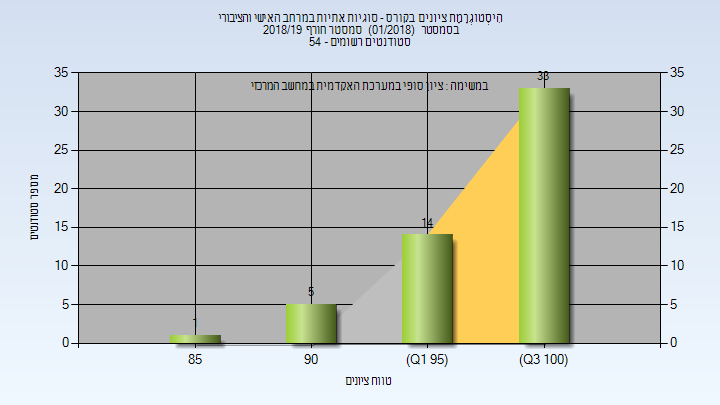 היסטוגרמת ציונים בקורס - סוגיות אתיות במרחב האישי והציבורי
בסמסטר (01/2018) סמסטר חורף 2018/19
סטודנטים רשומים - 54
במשימה : ציון סופי במערכת האקדמית במחשב המרכזי
35 35
33
30 30
25 25
20 20
15 15
14
10 10
5 5
5
1
0 0
85 90 (Q1 95) (Q3 100)
מספר סטודנטים
טווח ציונים